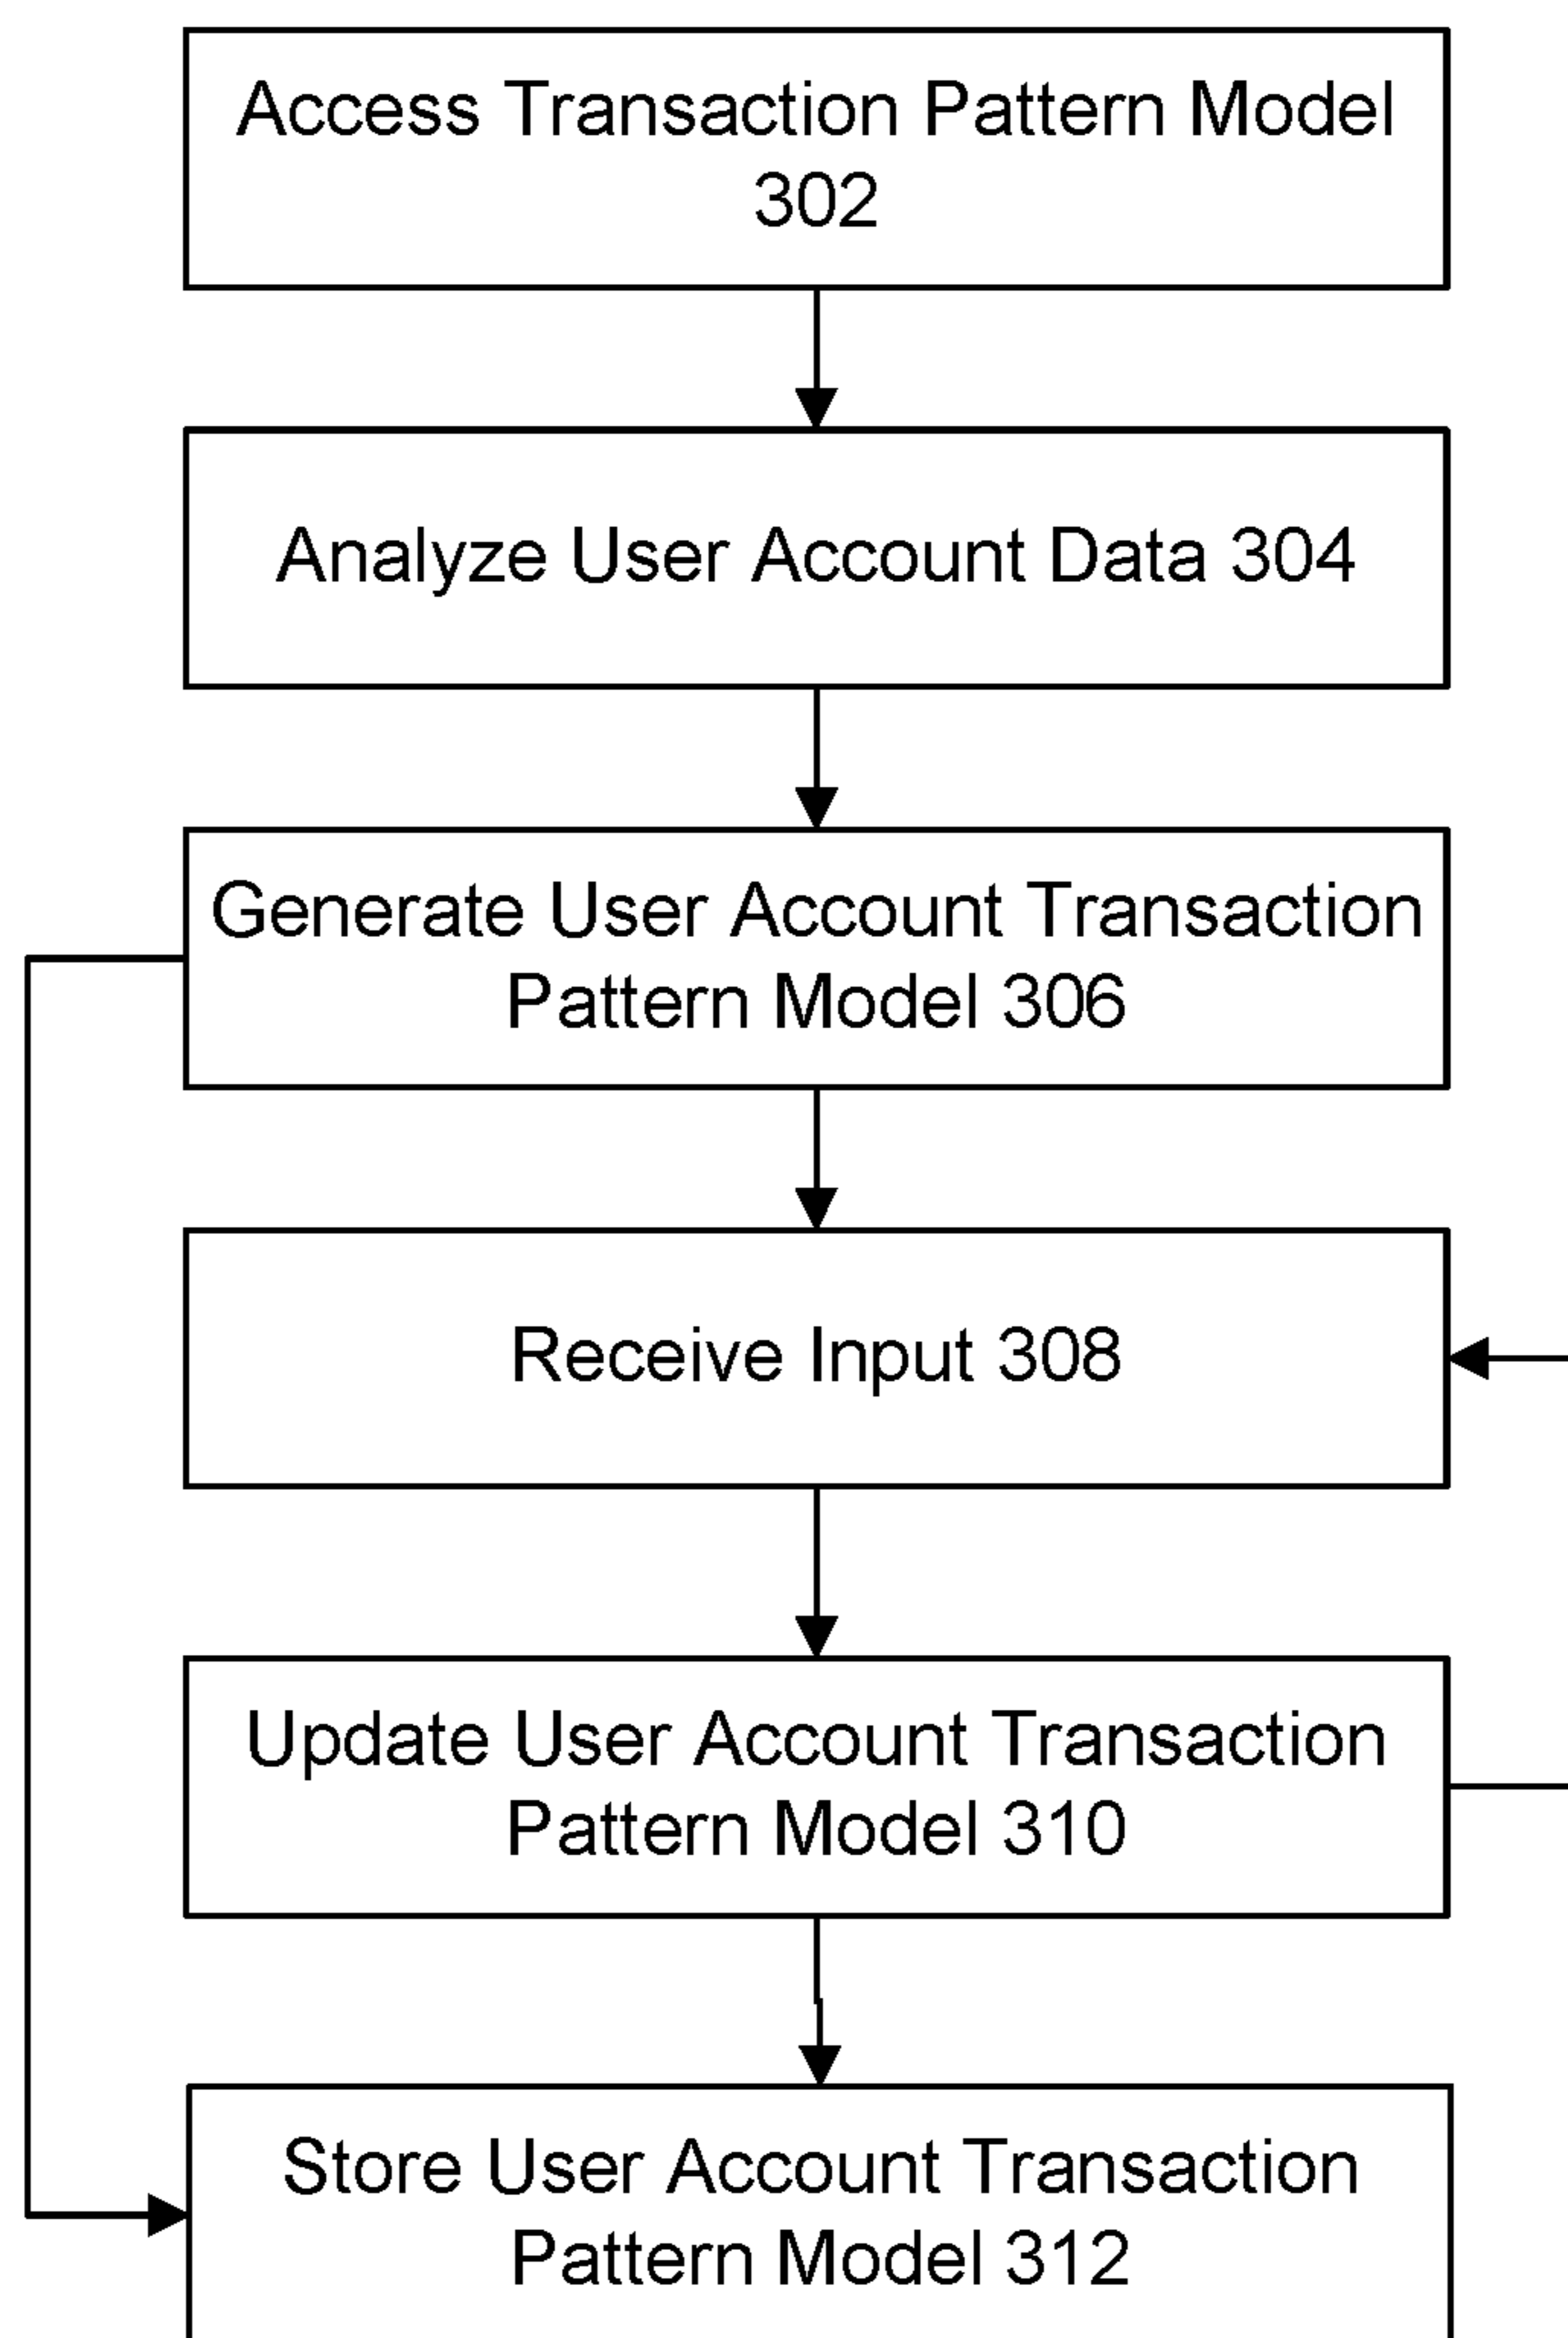 Access Transaction Pattern Model
302
Analyze User Account Data 304
Generate User Account Transaction
Pattern Model 306
Receive Input 308
Update User Account Transaction
Pattern Model 310
Store User Account Transaction
Pattern Model 312